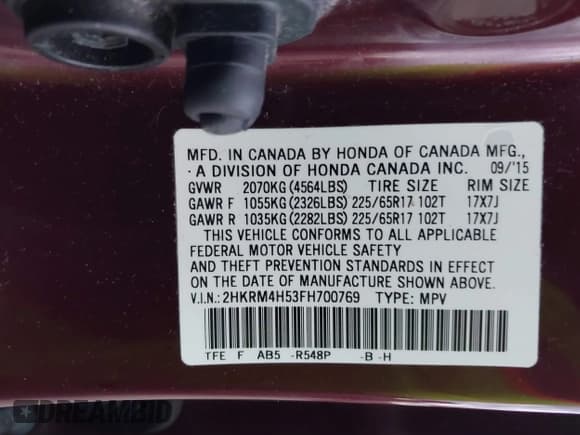 MFD. IN CANADA BY HONDA OF CANADA MFG.,
A DIVISION OF HONDA CANADA INC. 09/'15
GVWR 2070KG (4564LBS) TIRE SIZE RIM SIZE
GAWR F 1055KG (2326LBS) 225/65R17 102T 17X7J
GAWR R 1035KG (2282LBS) 225/65R17 102T 17X7J
THIS VEHICLE CONFORMS TO ALL APPLICABLE
FEDERAL MOTOR VEHICLE SAFETY
AND THEFT PREVENTION STANDARDS IN EFFECT
ON THE DATE OF MANUFACTURE SHOWN ABOVE.
V.I.N.: 2HKRM4H53FH700769 TYPE: MPV
TFE F AB5 -R548P -B -H
DREAMBID